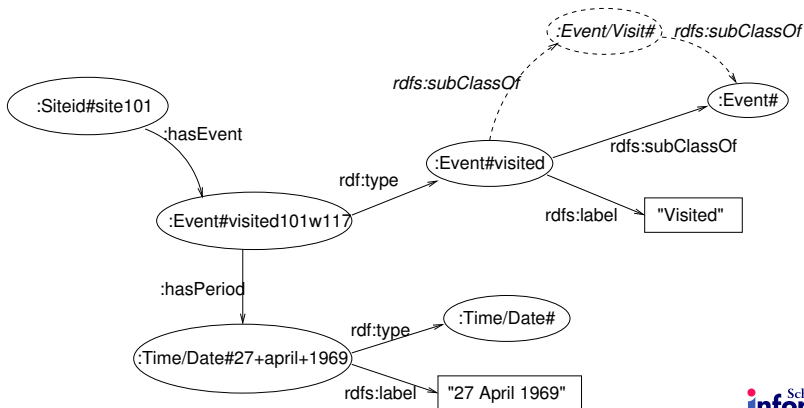 :Event/Visit#
rdfs:subClassOf
rdfs:subClassOf
:Siteid#site101
:Event#
:hasEvent
rdfs:subClassOf
:Event#visited
rdf:type
rdfs:label
"Visited"
:Event#visited101w117
:hasPeriod
:Time/Date#
rdf:type
:Time/Date#27+april+1969
rdfs:label
"27 April 1969"